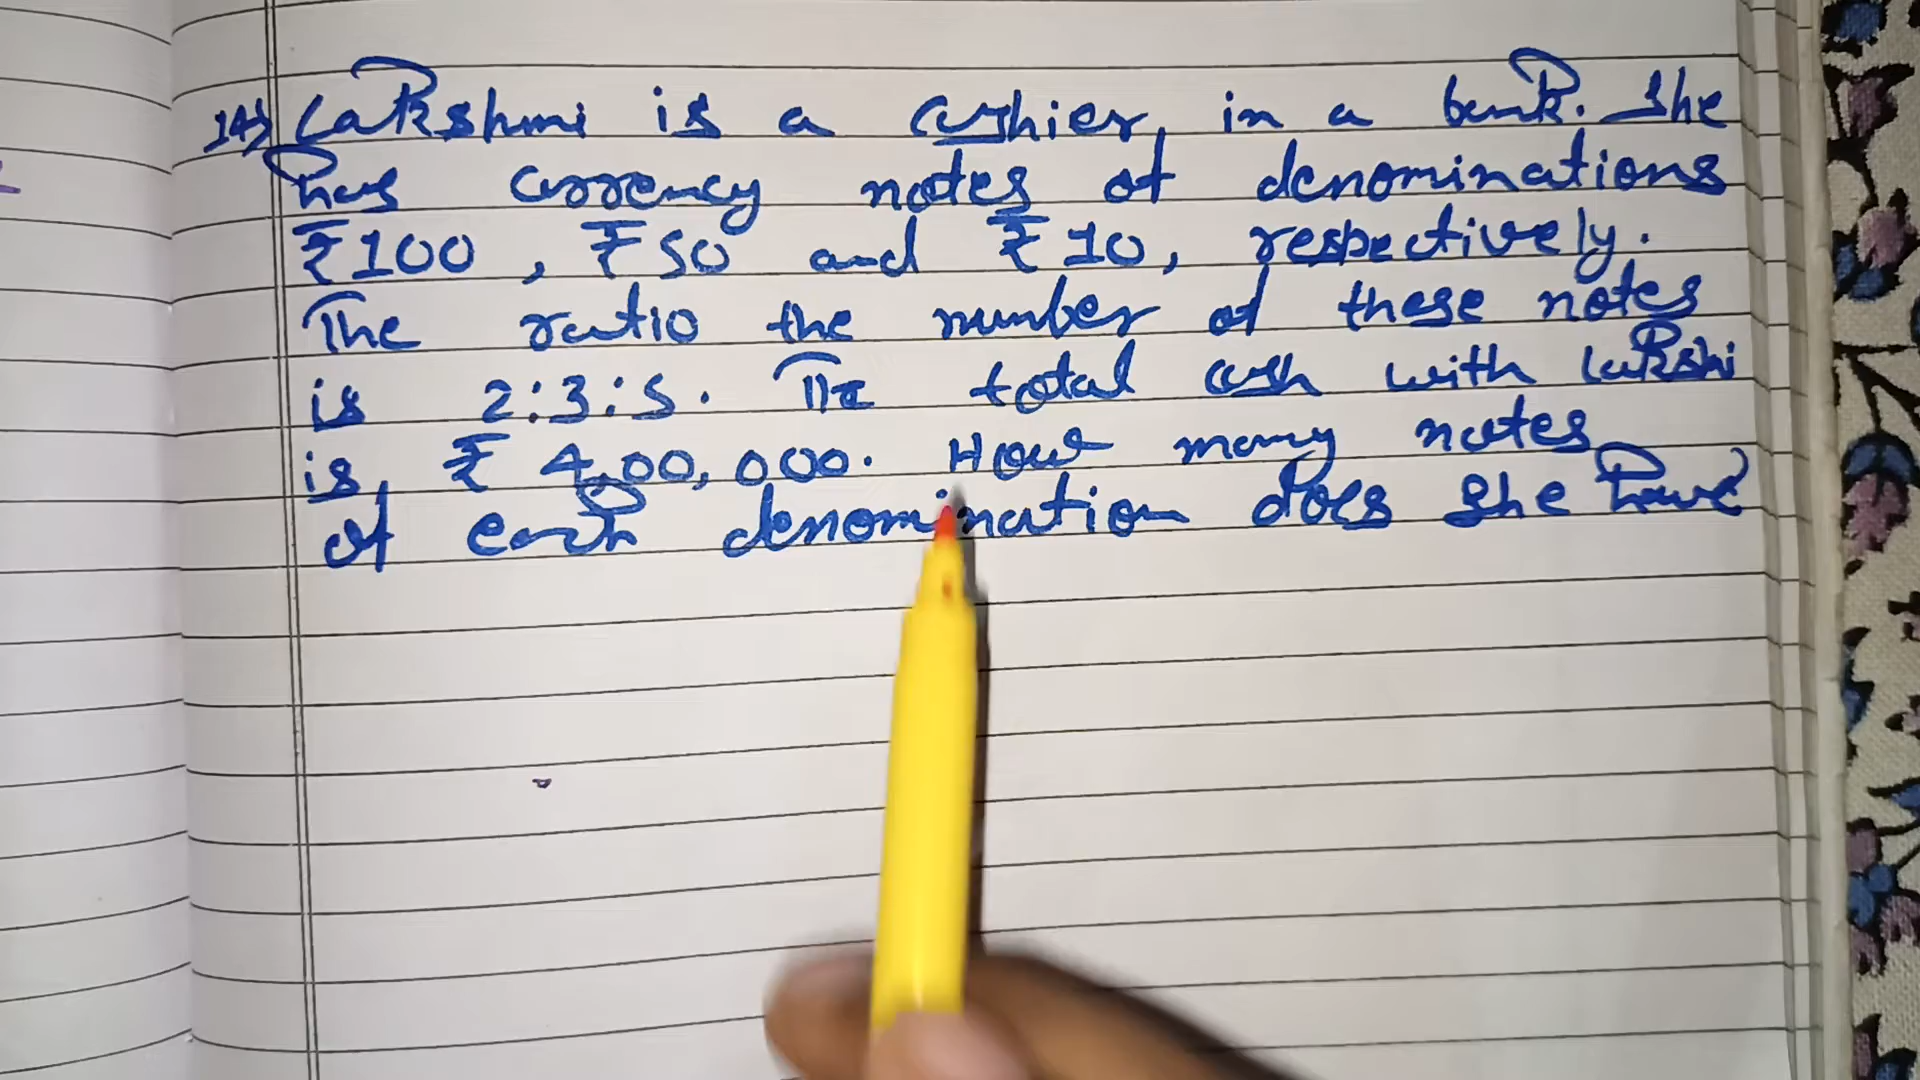 14) Lakshmi is a cashier, in a bank. She
has currency notes of denominations
₹100, ₹50 and ₹10, respectively.
The ratio the number of these notes
is 2:3:5. The total cash with Lakshi
is, ₹ 4,00,000. How many notes
of each denomination does she have?